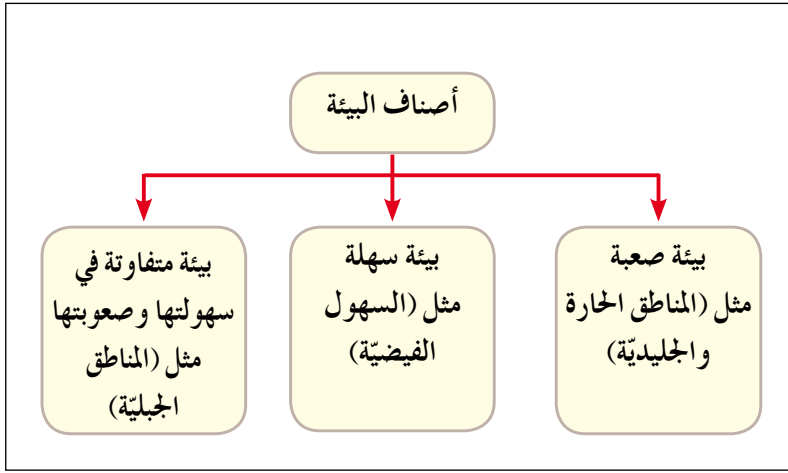 أصناف البيئة
بيئة صعبة
مثل (المناطق الحارة
والجليديّة)
بيئة سهلة
مثل (السهول
الفيضيّة)
بيئة متفاوتة في
سهولتها وصعوبتها
مثل (المناطق
الجبليّة)